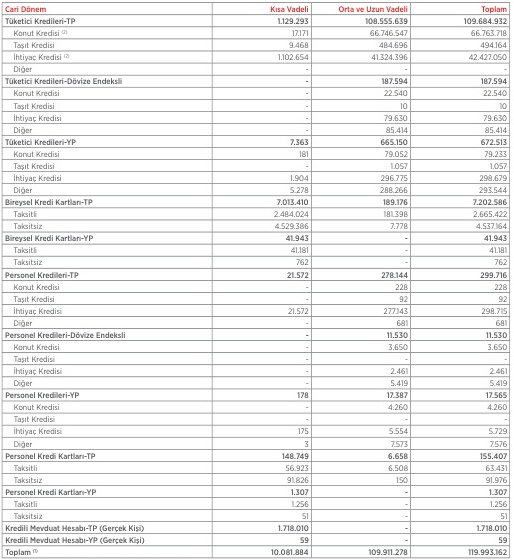 Cari Dönem Kısa Vadeli Orta ve Uzun Vadeli Toplam
Tüketici Kredileri-TP 1.129.293 108.555.639 109.684.932
Konut Kredisi (2) 17.171 66.746.547 66.763.718
Taşıt Kredisi 9.468 484.696 494.164
İhtiyaç Kredisi (2) 1.102.654 41.324.396 42.427.050
Diğer - - -
Tüketici Kredileri-Dövize Endeksli - 187.594 187.594
Konut Kredisi - 22.540 22.540
Taşıt Kredisi - 10 10
İhtiyaç Kredisi - 79.630 79.630
Diğer - 85.414 85.414
Tüketici Kredileri-YP 7.363 665.150 672.513
Konut Kredisi 181 79.052 79.233
Taşıt Kredisi - 1.057 1.057
İhtiyaç Kredisi 1.904 296.775 298.679
Diğer 5.278 288.266 293.544
Bireysel Kredi Kartları-TP 7.013.410 189.176 7.202.586
Taksitli 2.484.024 181.398 2.665.422
Taksitsiz 4.529.386 7.778 4.537.164
Bireysel Kredi Kartları-YP 41.943 - 41.943
Taksitli 41.181 - 41.181
Taksitsiz 762 - 762
Personel Kredileri-TP 21.572 278.144 299.716
Konut Kredisi - 228 228
Taşıt Kredisi - 92 92
İhtiyaç Kredisi 21.572 277.143 298.715
Diğer - 681 681
Personel Kredileri-Dövize Endeksli - 11.530 11.530
Konut Kredisi - 3.650 3.650
Taşıt Kredisi - - -
İhtiyaç Kredisi - 2.461 2.461
Diğer - 5.419 5.419
Personel Kredileri-YP 178 17.387 17.565
Konut Kredisi - 4.260 4.260
Taşıt Kredisi - - -
İhtiyaç Kredisi 175 5.554 5.729
Diğer 3 7.573 7.576
Personel Kredi Kartları-TP 148.749 6.658 155.407
Taksitli 56.923 6.508 63.431
Taksitsiz 91.826 150 91.976
Personel Kredi Kartları-YP 1.307 - 1.307
Taksitli 1.256 - 1.256
Taksitsiz 51 - 51
Kredili Mevduat Hesabı-TP (Gerçek Kişi) 1.718.010 - 1.718.010
Kredili Mevduat Hesabı-YP (Gerçek Kişi) 59 - 59
Toplam (1) 10.081.884 109.911.278 119.993.162